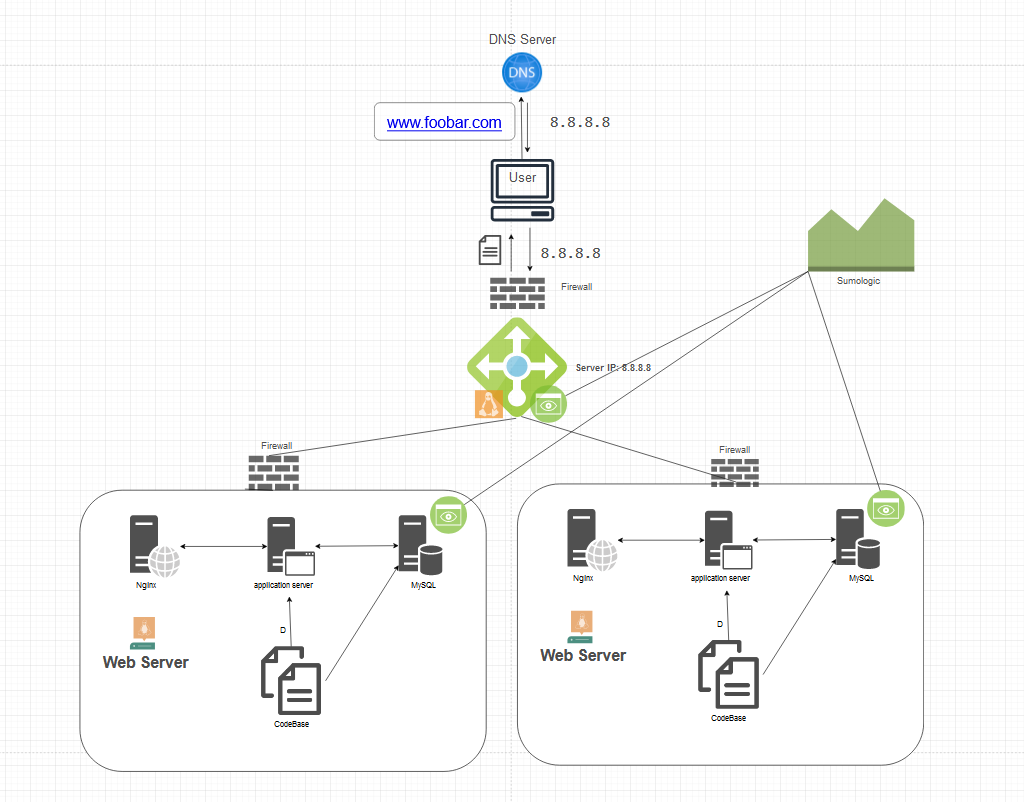 DNS Server
DNS
www.foobar.com
8.8.8.8
User
8.8.8.8
Firewall
Sumologic
Server IP: 8.8.8.8
Firewall
Firewall
Nginx
application server
MySQL
D
Web Server
CodeBase
Nginx
application server
MySQL
D
Web Server
CodeBase